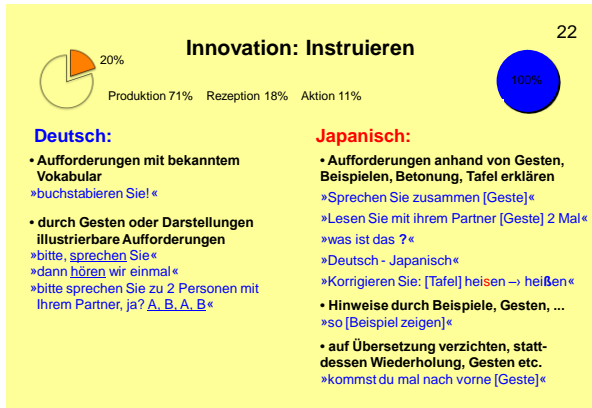 22
Innovation: Instruieren
20%
100%
Produktion 71% Rezeption 18% Aktion 11%
Deutsch:
• Aufforderungen mit bekanntem
Vokabular
»buchstabieren Sie! «
• durch Gesten oder Darstellungen
illustrierbare Aufforderungen
»bitte, sprechen Sie«
»dann hören wir einmal«
»bitte sprechen Sie zu 2 Personen mit
Ihrem Partner, ja? A, B, A, B«
Japanisch:
• Aufforderungen anhand von Gesten,
Beispielen, Betonung, Tafel erklären
»Sprechen Sie zusammen [Geste]«
»Lesen Sie mit ihrem Partner [Geste] 2 Mal«
»was ist das ?«
»Deutsch - Japanisch«
»Korrigieren Sie: [Tafel] heisen –› heißen«
• Hinweise durch Beispiele, Gesten, ...
»so [Beispiel zeigen]«
• auf Übersetzung verzichten, statt-
dessen Wiederholung, Gesten etc.
»kommst du mal nach vorne [Geste]«